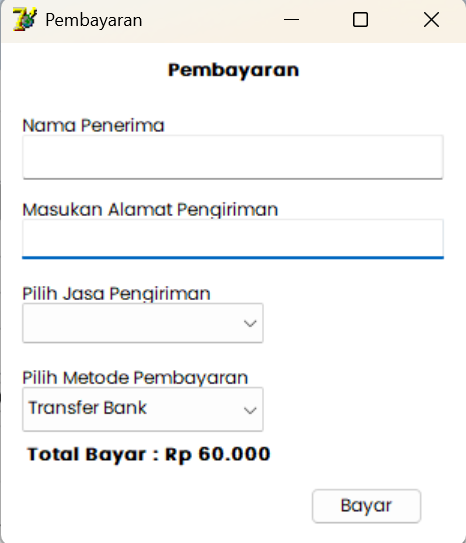 Pembayaran
Pembayaran
Nama Penerima
Masukan Alamat Pengiriman
Pilih Jasa Pengiriman
Pilih Metode Pembayaran
Transfer Bank
Total Bayar : Rp 60.000
Bayar